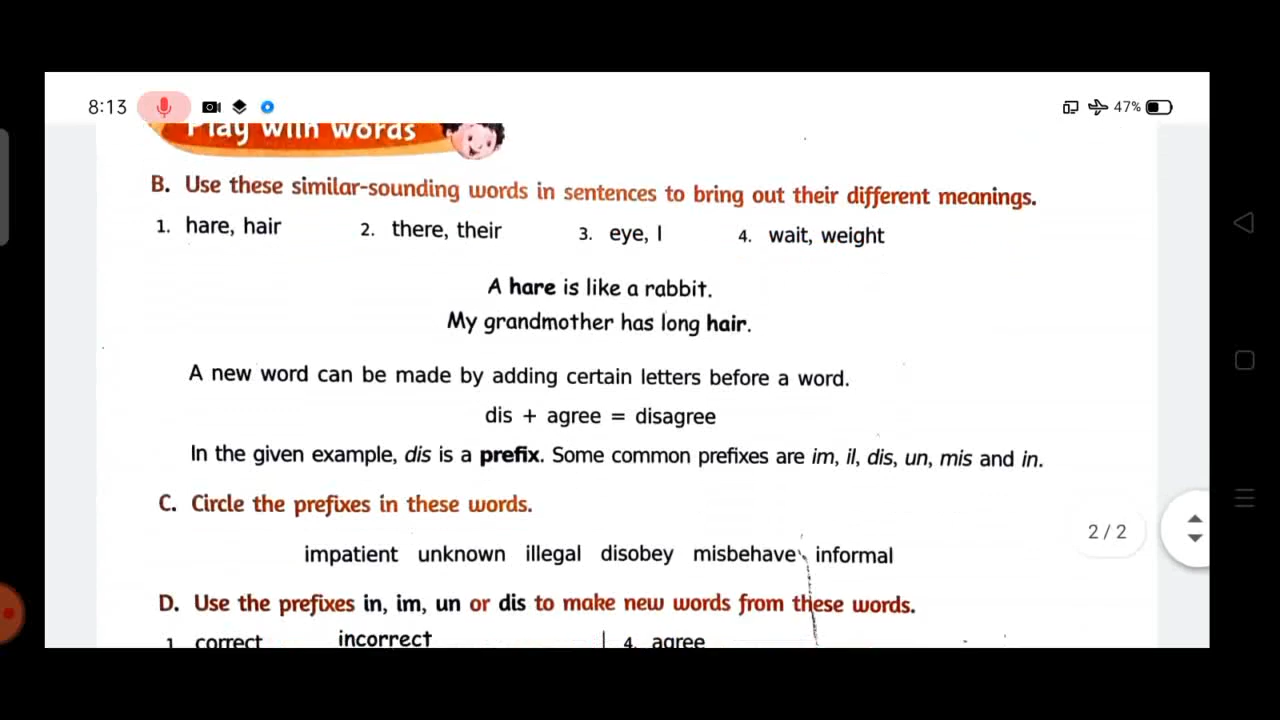 8:13
47%
Play with words
B. Use these similar-sounding words in sentences to bring out their different meanings.
1. hare, hair 2. there, their 3. eye, I 4. wait, weight
A hare is like a rabbit.
My grandmother has long hair.
A new word can be made by adding certain letters before a word.
dis + agree = disagree
In the given example, dis is a prefix. Some common prefixes are im, il, dis, un, mis and in.
C. Circle the prefixes in these words.
2 / 2
impatient unknown illegal disobey misbehave informal
D. Use the prefixes in, im, un or dis to make new words from these words.
1. correct incorrect 4. agree